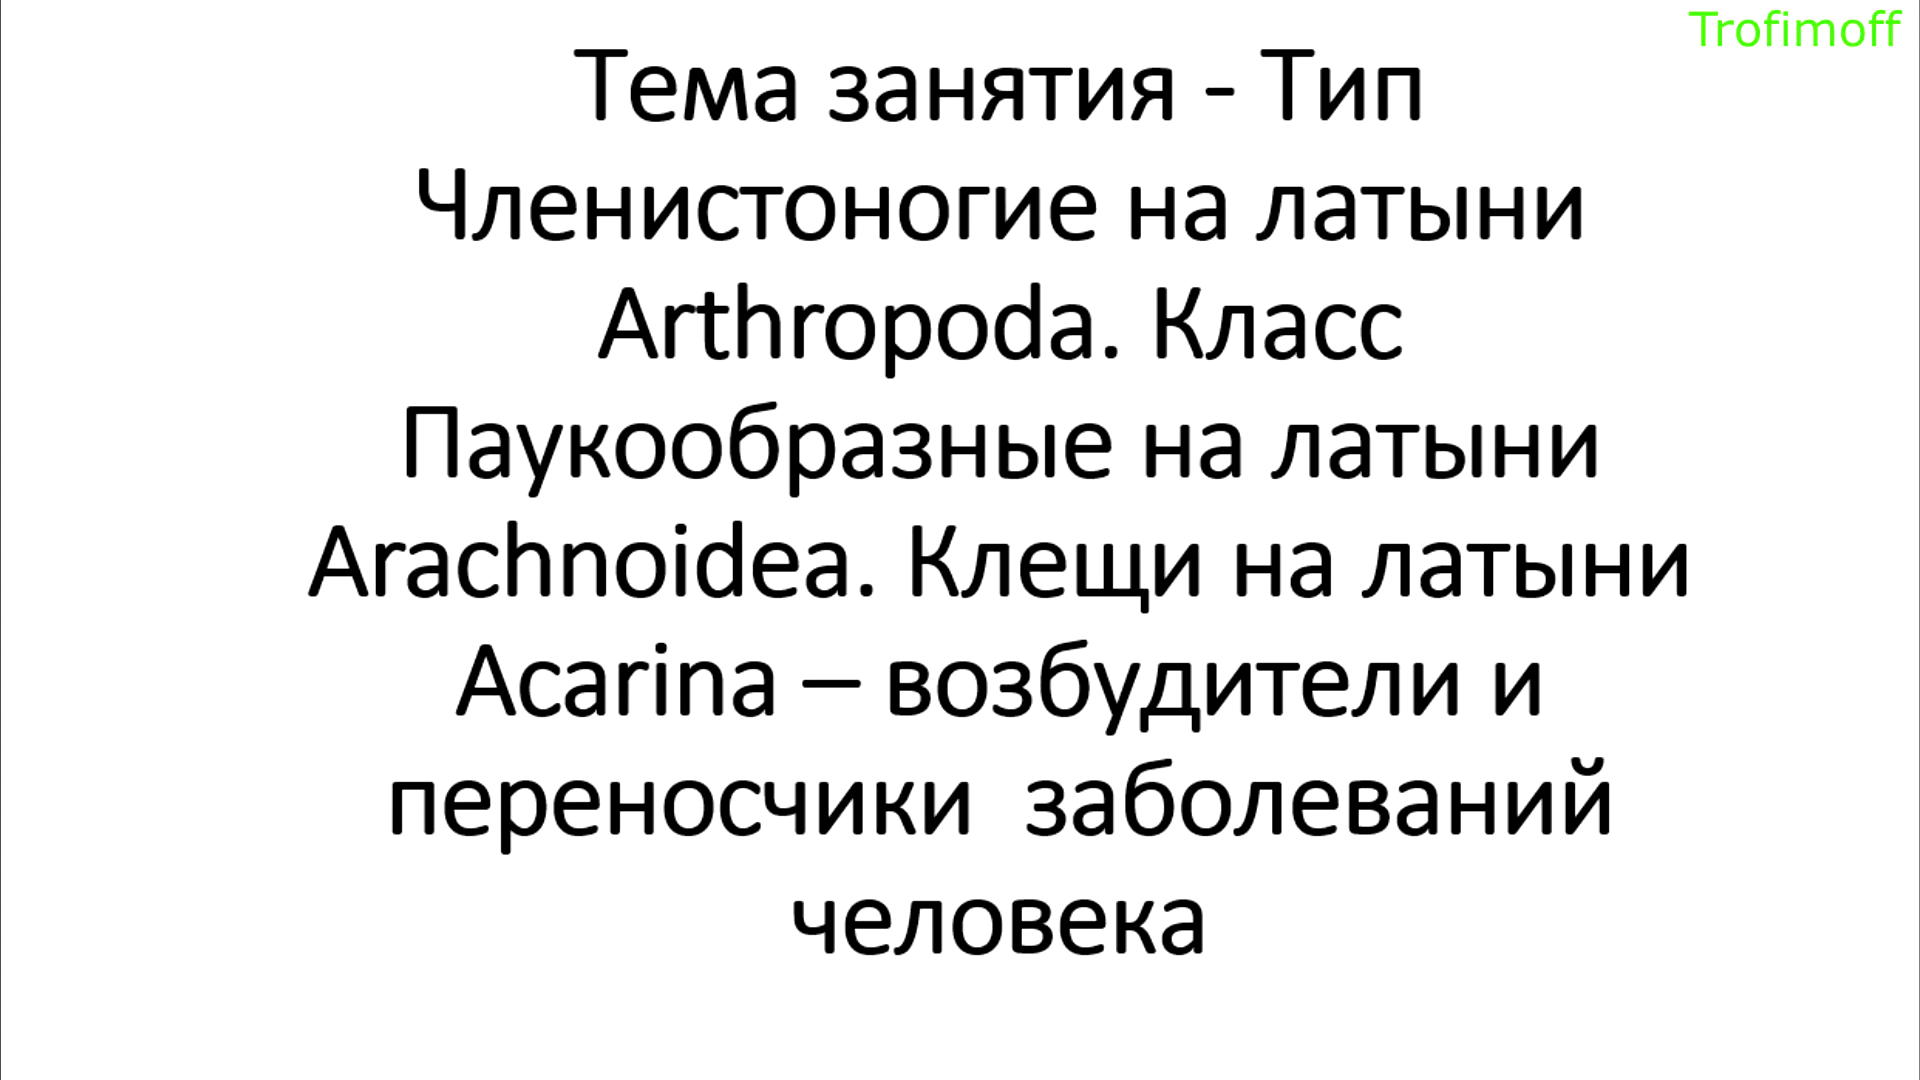 Trofimoff
Тема занятия - Тип
Членистоногие на латыни
Arthropoda. Класс
Паукообразные на латыни
Arachnoidea. Клещи на латыни
Acarina – возбудители и
переносчики  заболеваний
человека